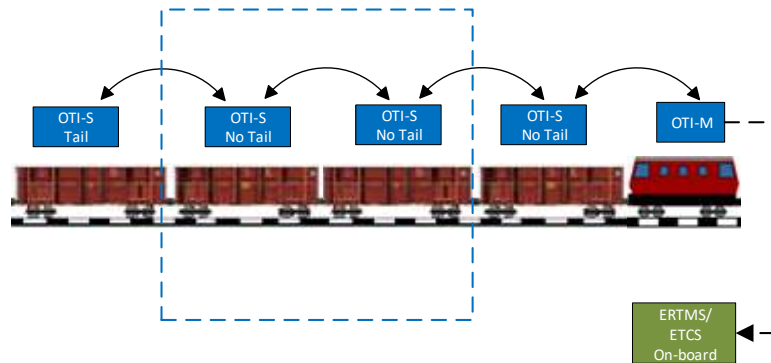 OTI-S
Tail
OTI-S
No Tail
OTI-S
No Tail
OTI-S
No Tail
OTI-M
ERTMS/
ETCS
On-board